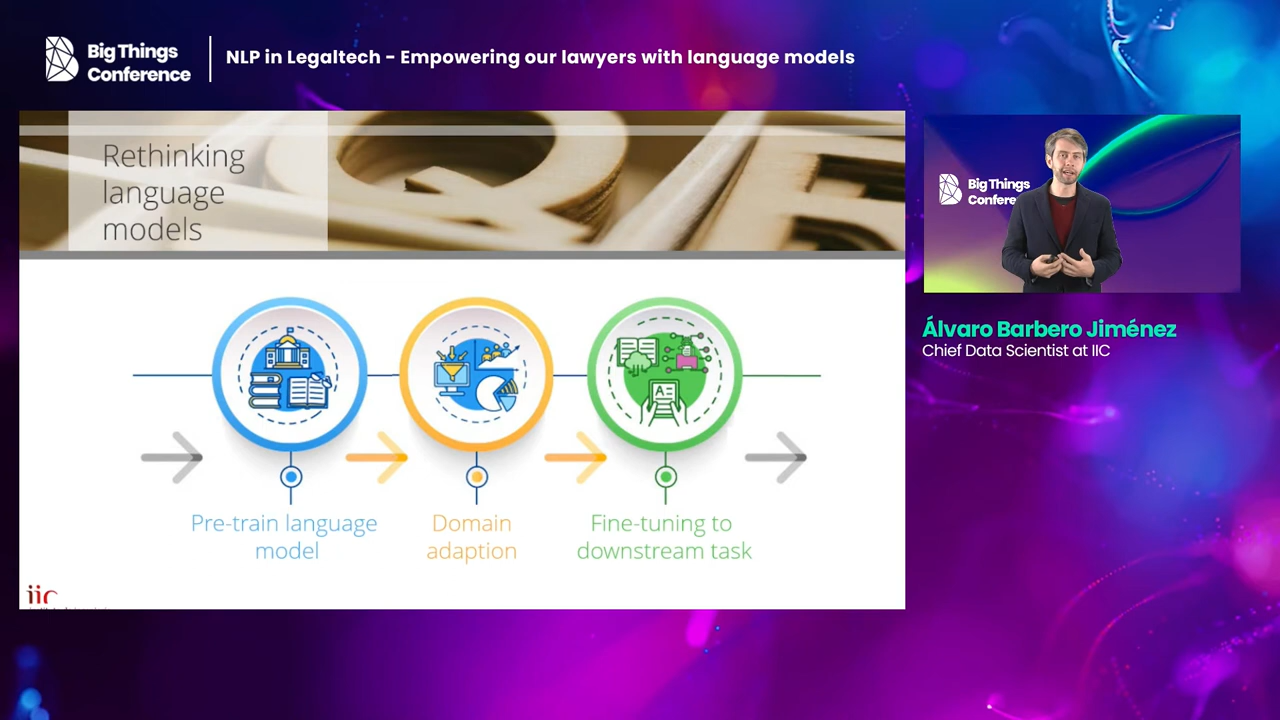 Big Things
Conference
NLP in Legaltech - Empowering our lawyers with language models
Rethinking
language
models
Big Things
Confere
Álvaro Barbero Jiménez
Chief Data Scientist at IIC
A=
Pre-train language
model
Domain
adaption
Fine-tuning to
downstream task
iic